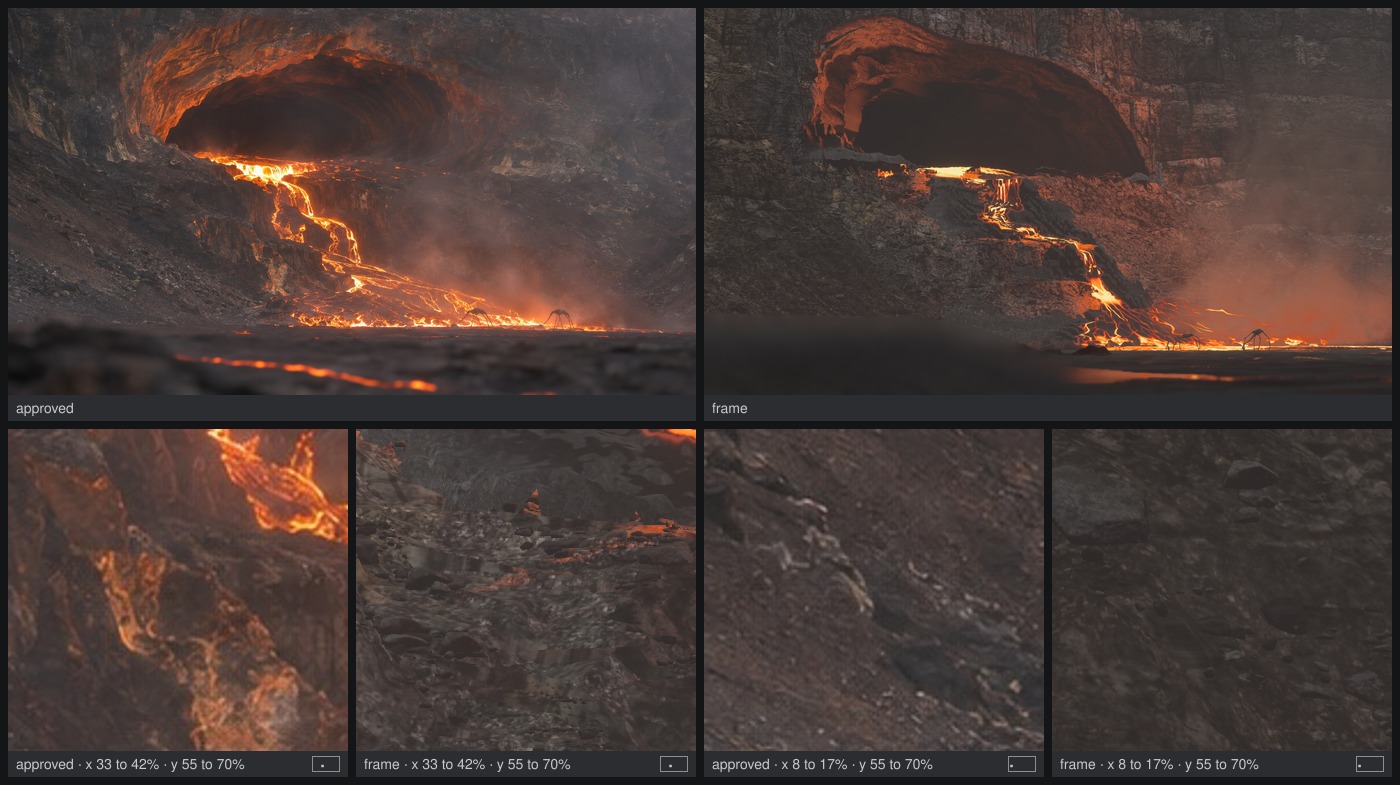 approved
frame
approved · x 33 to 42% · y 55 to 70%
frame · x 33 to 42% · y 55 to 70%
approved · x 8 to 17% · y 55 to 70%
frame · x 8 to 17% · y 55 to 70%